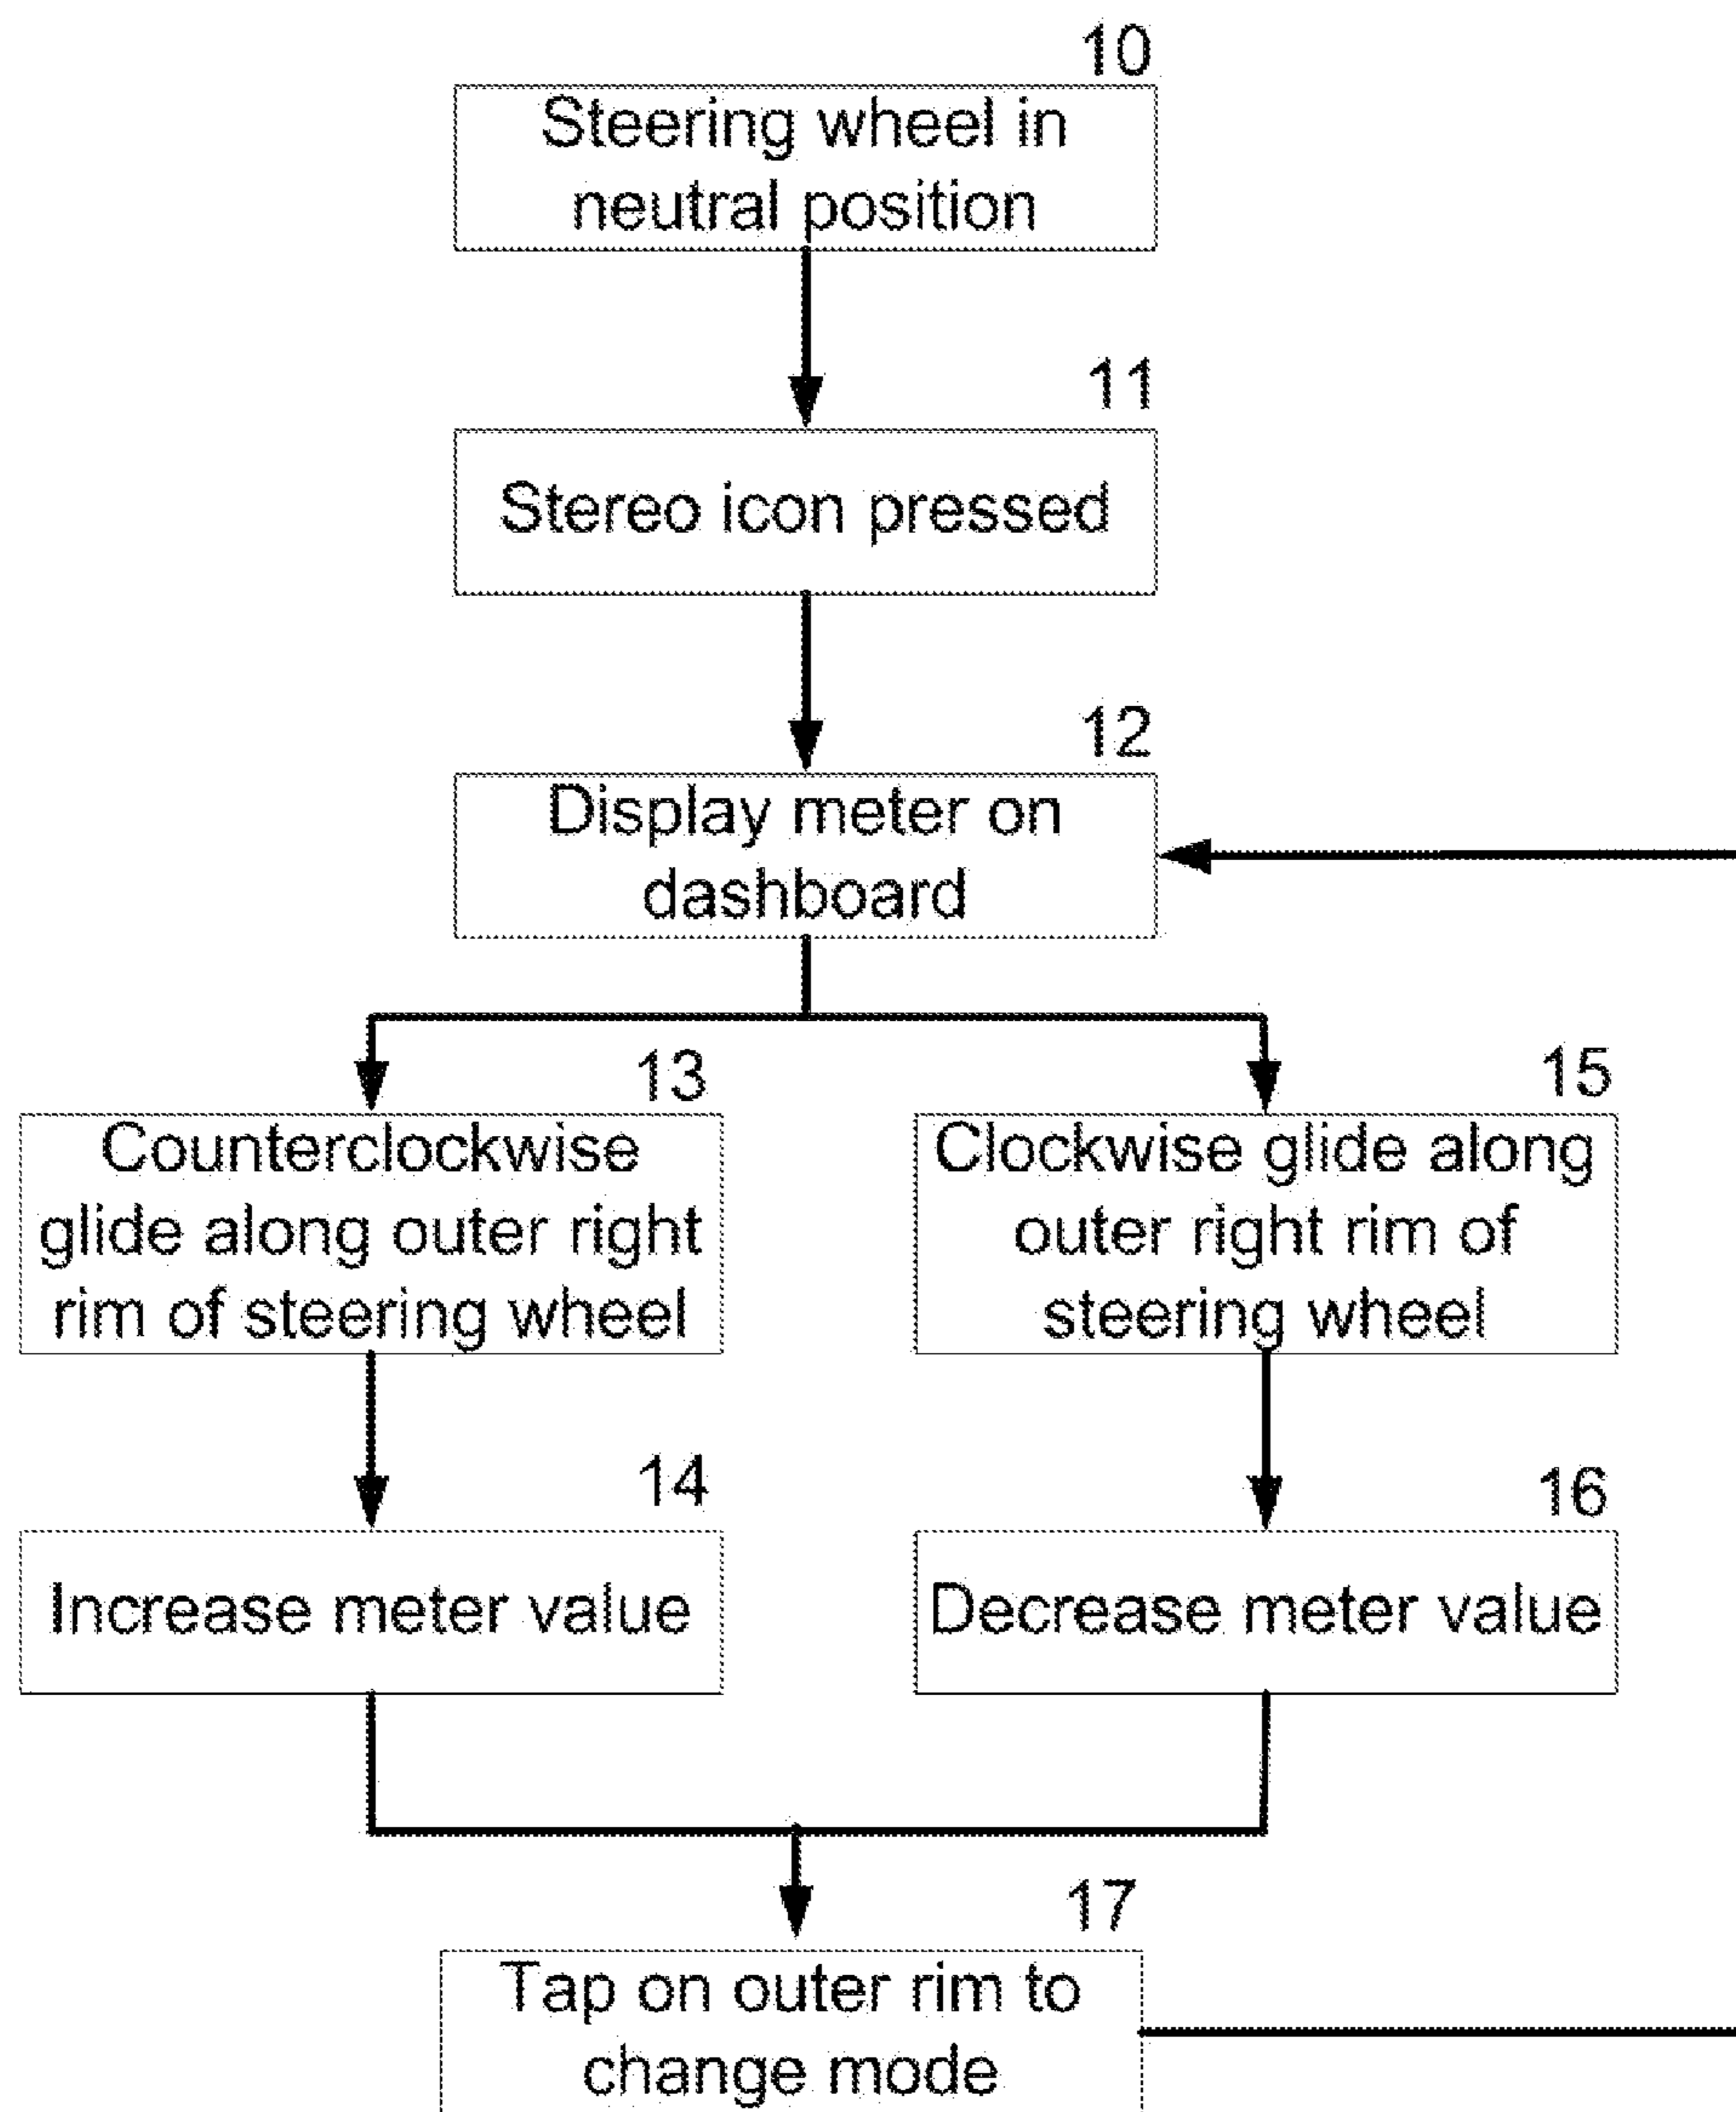 10
Steering wheel in
neutral position
11
Stereo icon pressed
12
Display meter on
dashboard
13
Counterclockwise
glide along outer right
rim of steering wheel
15
Clockwise glide along
outer right rim of
steering wheel
14
Increase meter value
16
Decrease meter value
17
Tap on outer rim to
change mode